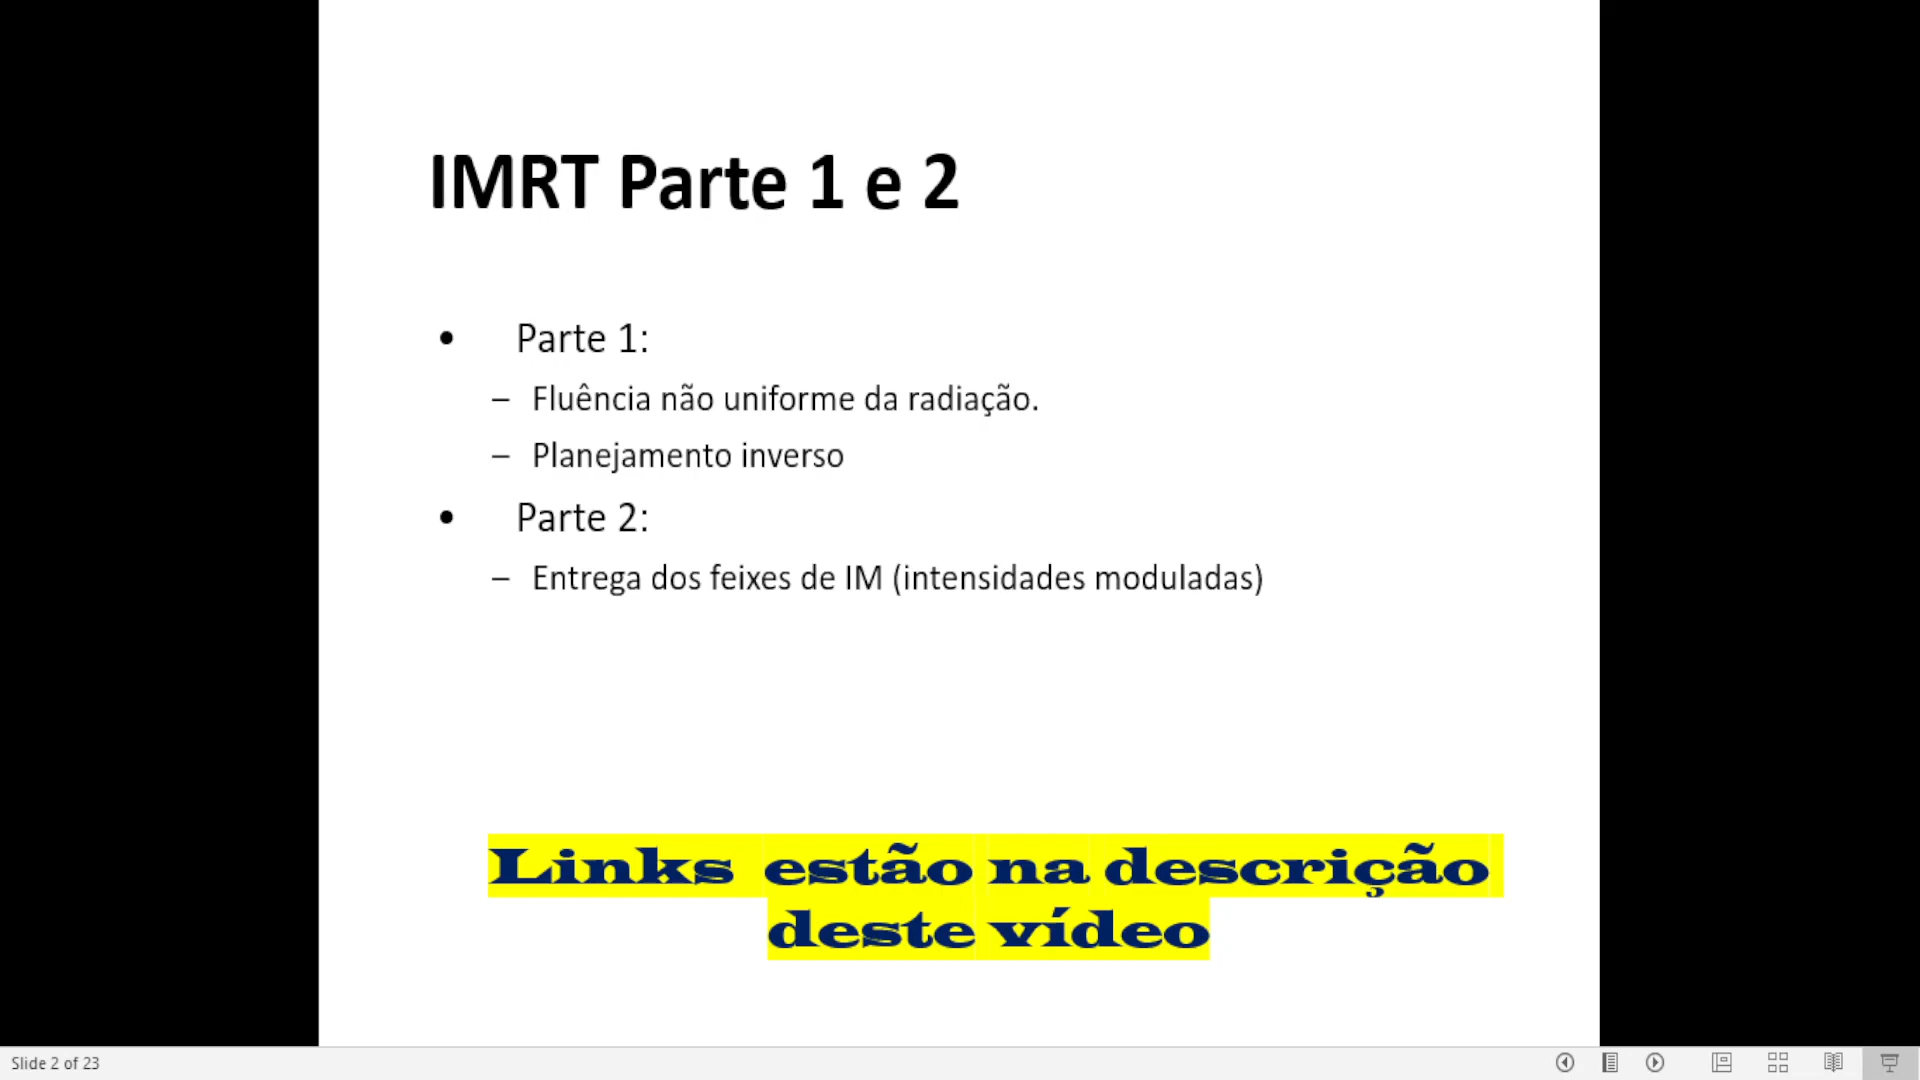 IMRT Parte 1 e 2
• Parte 1:
– Fluência não uniforme da radiação.
– Planejamento inverso
• Parte 2:
– Entrega dos feixes de IM (intensidades moduladas)
Links estão na descrição
deste vídeo
Slide 2 of 23